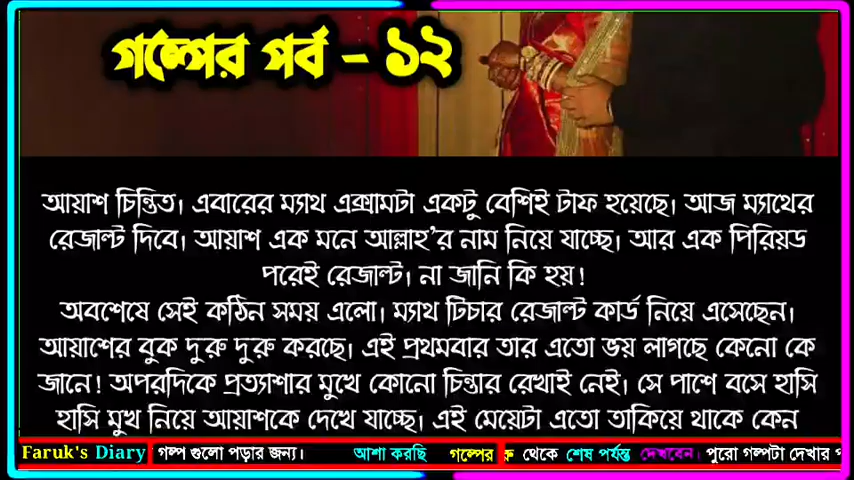 গল্পের পর্ব - ১২
আয়াশ চিন্তিত। এবারের ম্যাথ এক্সামটা একটু বেশিই টাফ হয়েছে। আজ ম্যাথের
রেজাল্ট দিবে। আয়াশ এক মনে আল্লাহ'র নাম নিয়ে যাচ্ছে। আর এক পিরিয়ড
পরেই রেজাল্ট। না জানি কি হয়!
অবশেষে সেই কঠিন সময় এলো। ম্যাথ টিচার রেজাল্ট কার্ড নিয়ে এসেছেন।
আয়াশের বুক দুরু দুরু করছে। এই প্রথমবার তার এতো ভয় লাগছে কেনো কে
জানে! অপরদিকে প্রত্যাশার মুখে কোনো চিন্তার রেখাই নেই। সে পাশে বসে হাসি
হাসি মুখ নিয়ে আয়াশকে দেখে যাচ্ছে। এই মেয়েটা এতো তাকিয়ে থাকে কেন
Faruk's Diary গল্প গুলো পড়ার জন্য। আশা করছি গল্পের থেকে শেষ পর্যন্ত দেখবেন। পুরো গল্পটা দেখার